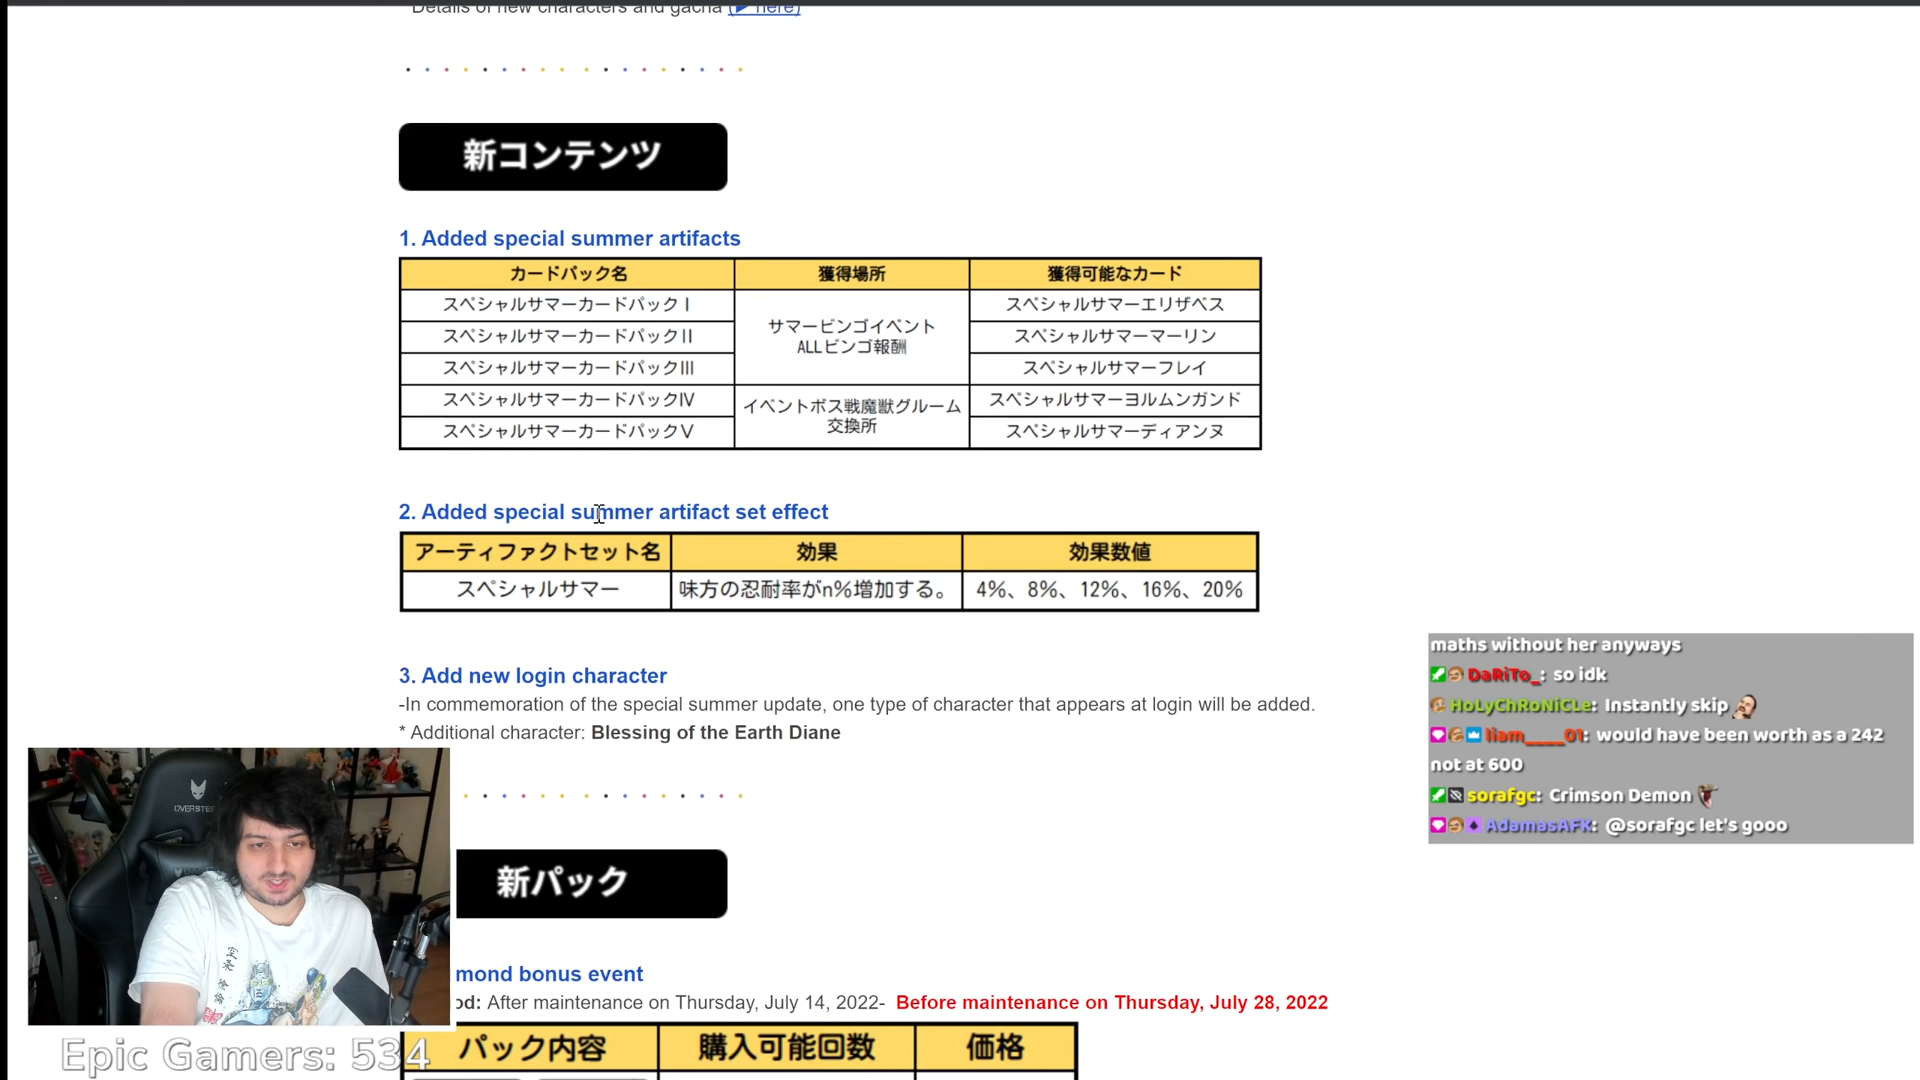 Details of new characters and gacha (▶ here)
新コンテンツ
1. Added special summer artifacts
カードパック名 獲得場所 獲得可能なカード
スペシャルサマーカードパックⅠ
サマービンゴイベント
ALLビンゴ報酬
スペシャルサマーエリザベス
スペシャルサマーカードパックⅡ
スペシャルサマーマーリン
スペシャルサマーカードパックⅢ
スペシャルサマーフレイ
スペシャルサマーカードパックⅣ
イベントボス戦魔獣グルーム
交換所
スペシャルサマーヨルムンガンド
スペシャルサマーカードパックⅤ
スペシャルサマーディアンヌ
2. Added special summer artifact set effect
アーティファクトセット名 効果 効果数値
スペシャルサマー 味方の忍耐率がn%増加する。 4%、8%、12%、16%、20%
3. Add new login character
-In commemoration of the special summer update, one type of character that appears at login will be added.
* Additional character: Blessing of the Earth Diane
新パック
mond bonus event
od: After maintenance on Thursday, July 14, 2022- Before maintenance on Thursday, July 28, 2022
パック内容 購入可能回数 価格
maths without her anyways
DaRiTo_: so idk
HoLyChRoNiCLe: Instantly skip
liam____01: would have been worth as a 242
not at 600
sorafgc: Crimson Demon
AdamasAFK: @sorafgc let's gooo
Epic Gamers: 534